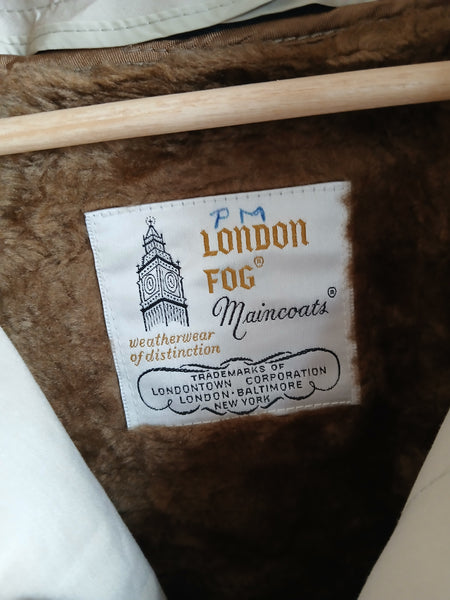 PM
LONDON
FOG®
Maincoats®
weatherwear
of distinction
TRADEMARKS OF
LONDONTOWN CORPORATION
LONDON·BALTIMORE
NEW YORK